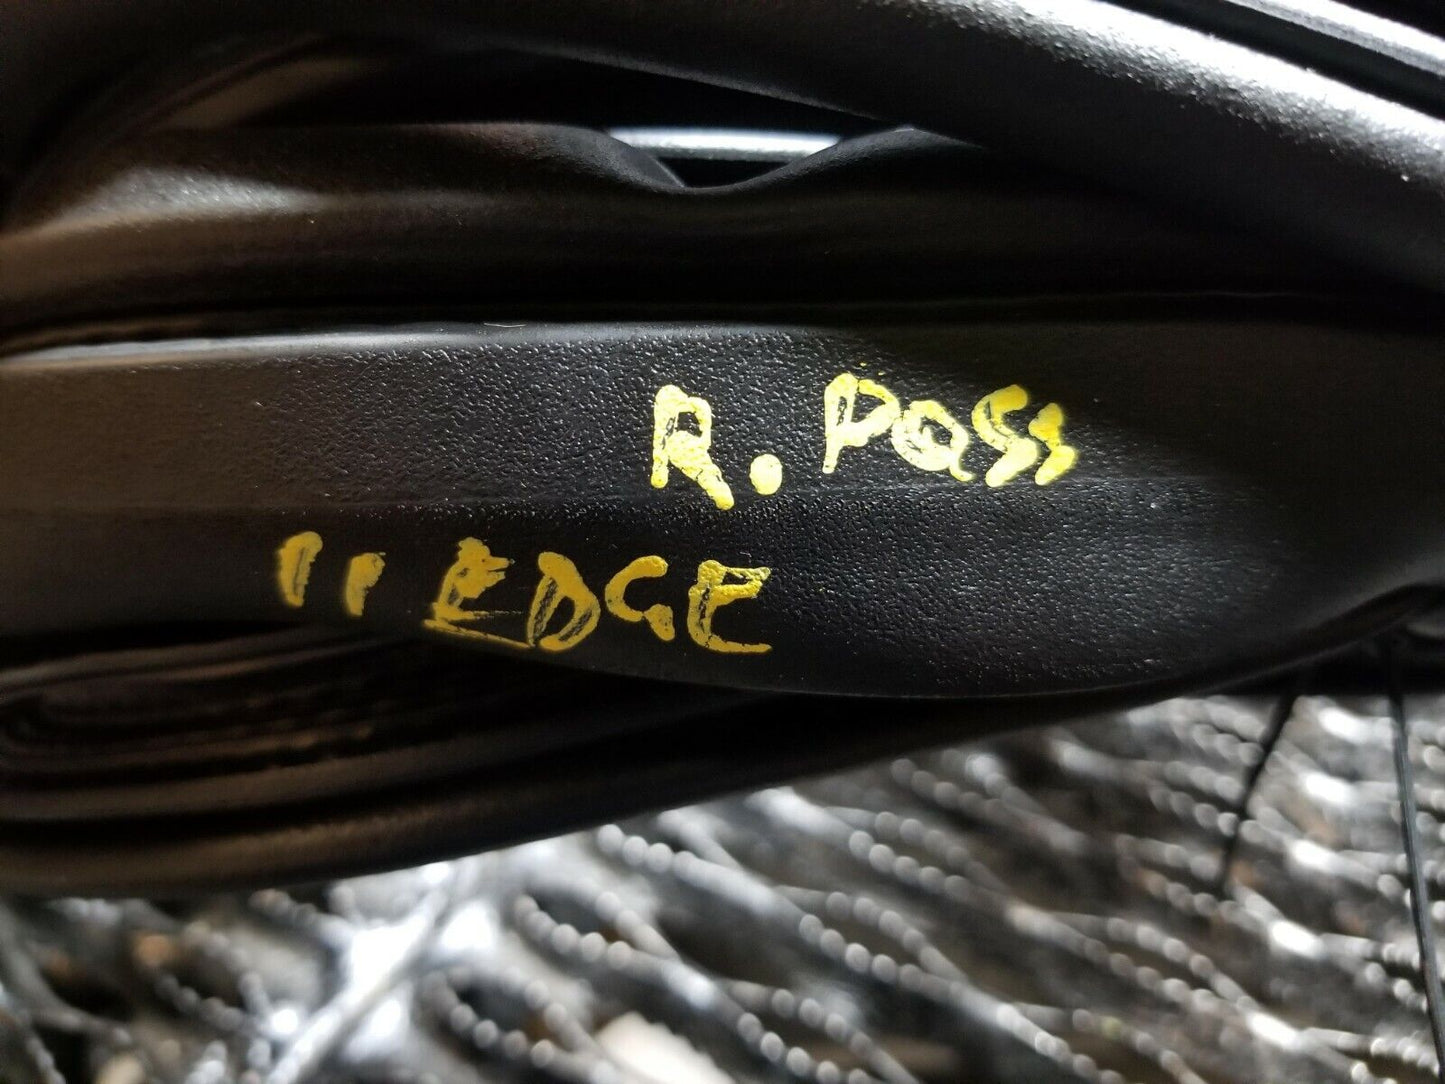 R. PASS
11 EDGE